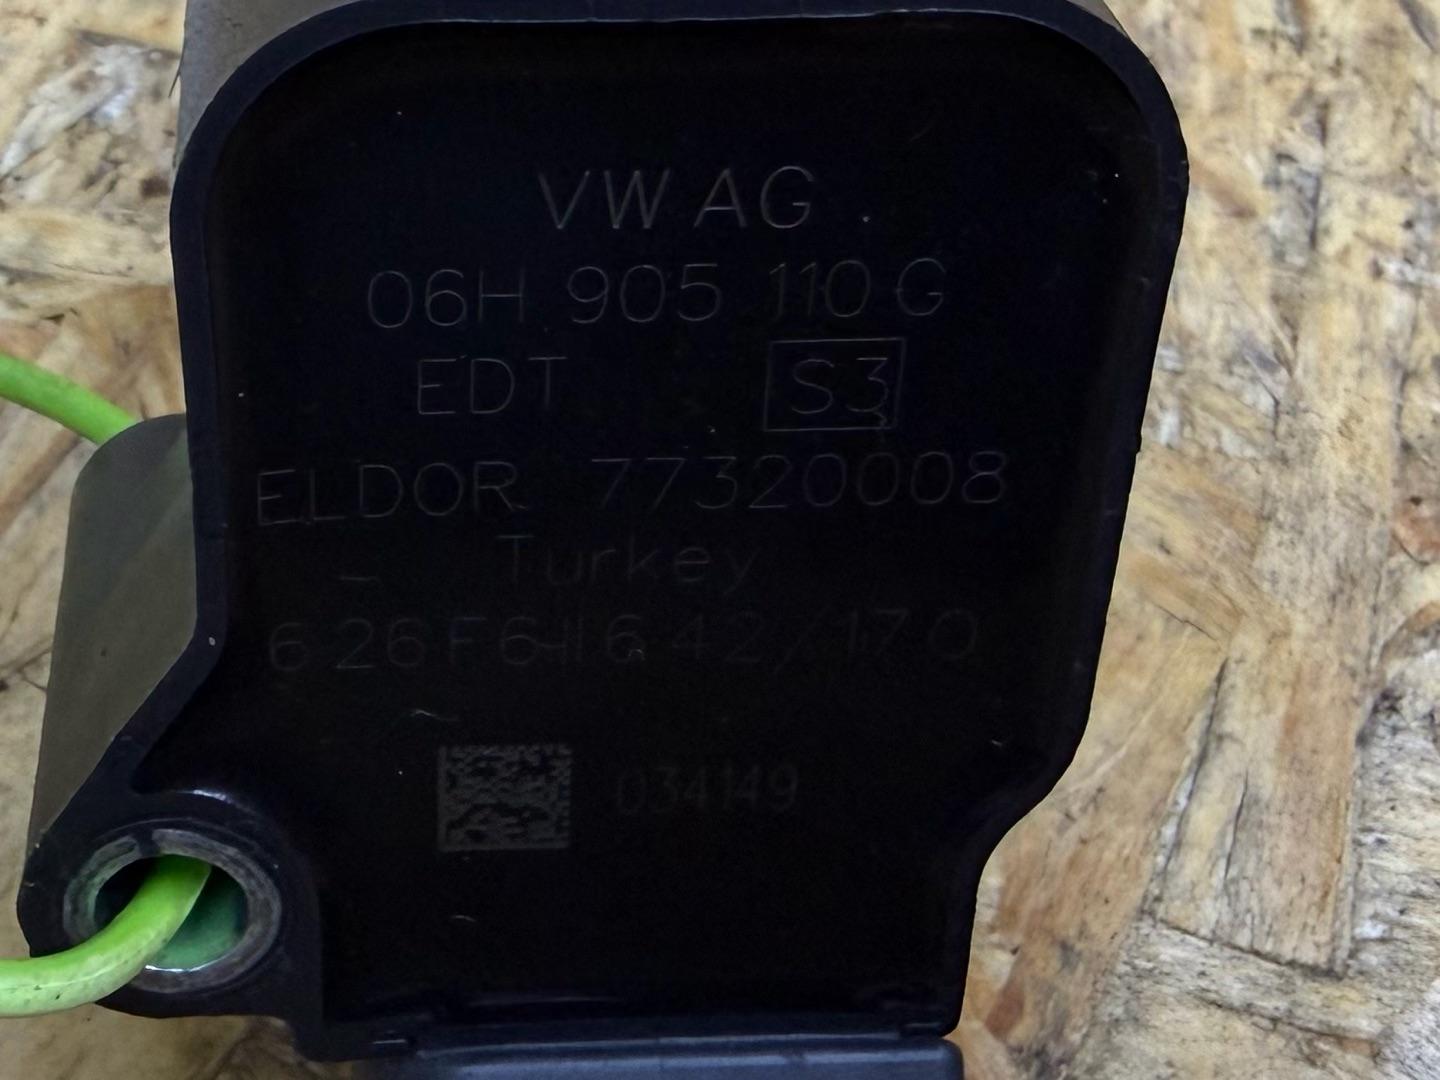 VW AG
06H 905 110 G
EDT S3
ELDOR 77320008
Turkey
034149